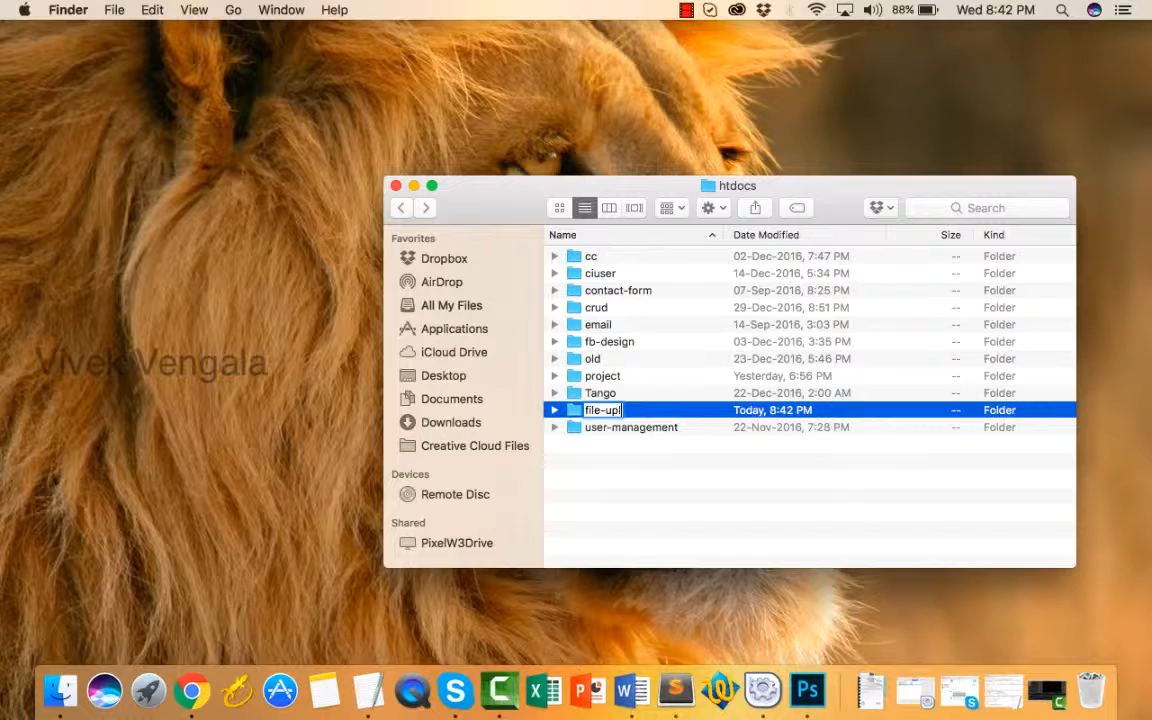 Finder File Edit View Go Window Help 88% Wed 8:42 PM
htdocs
Search
Favorites
Dropbox
AirDrop
All My Files
Applications
iCloud Drive
Desktop
Documents
Downloads
Creative Cloud Files
Devices
Remote Disc
Shared
PixelW3Drive
Name Date Modified Size Kind
cc 02-Dec-2016, 7:47 PM -- Folder
ciuser 14-Dec-2016, 5:34 PM -- Folder
contact-form 07-Sep-2016, 8:25 PM -- Folder
crud 29-Dec-2016, 8:51 PM -- Folder
email 14-Sep-2016, 3:03 PM -- Folder
fb-design 03-Dec-2016, 3:35 PM -- Folder
old 23-Dec-2016, 5:46 PM -- Folder
project Yesterday, 6:56 PM -- Folder
Tango 22-Dec-2016, 2:00 AM -- Folder
file-upl Today, 8:42 PM -- Folder
user-management 22-Nov-2016, 7:28 PM -- Folder
Vivek Vengala
Ps